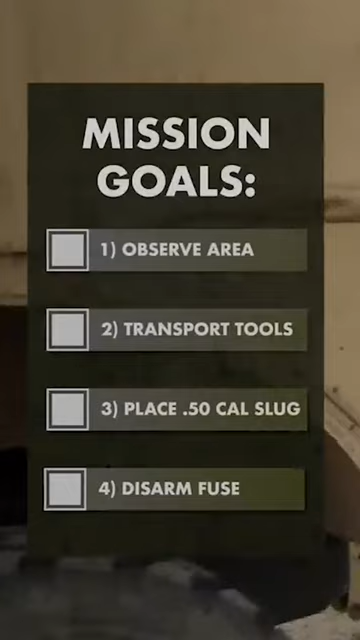 MISSION
GOALS:
1) OBSERVE AREA
2) TRANSPORT TOOLS
3) PLACE .50 CAL SLUG
4) DISARM FUSE